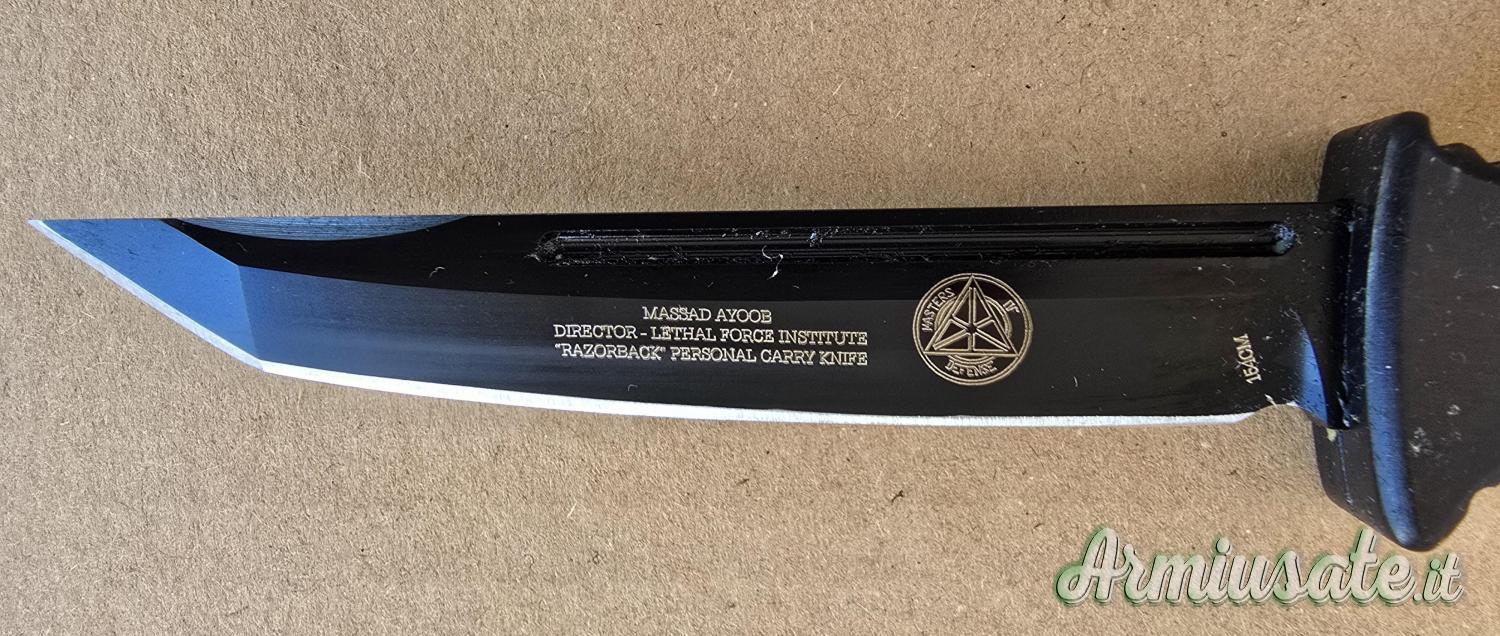 MASSAD AYOOB
DIRECTOR - LETHAL FORCE INSTITUTE
"RAZORBACK" PERSONAL CARRY KNIFE
MASTERS OF
DEFENSE
154CM
Armiusate.it